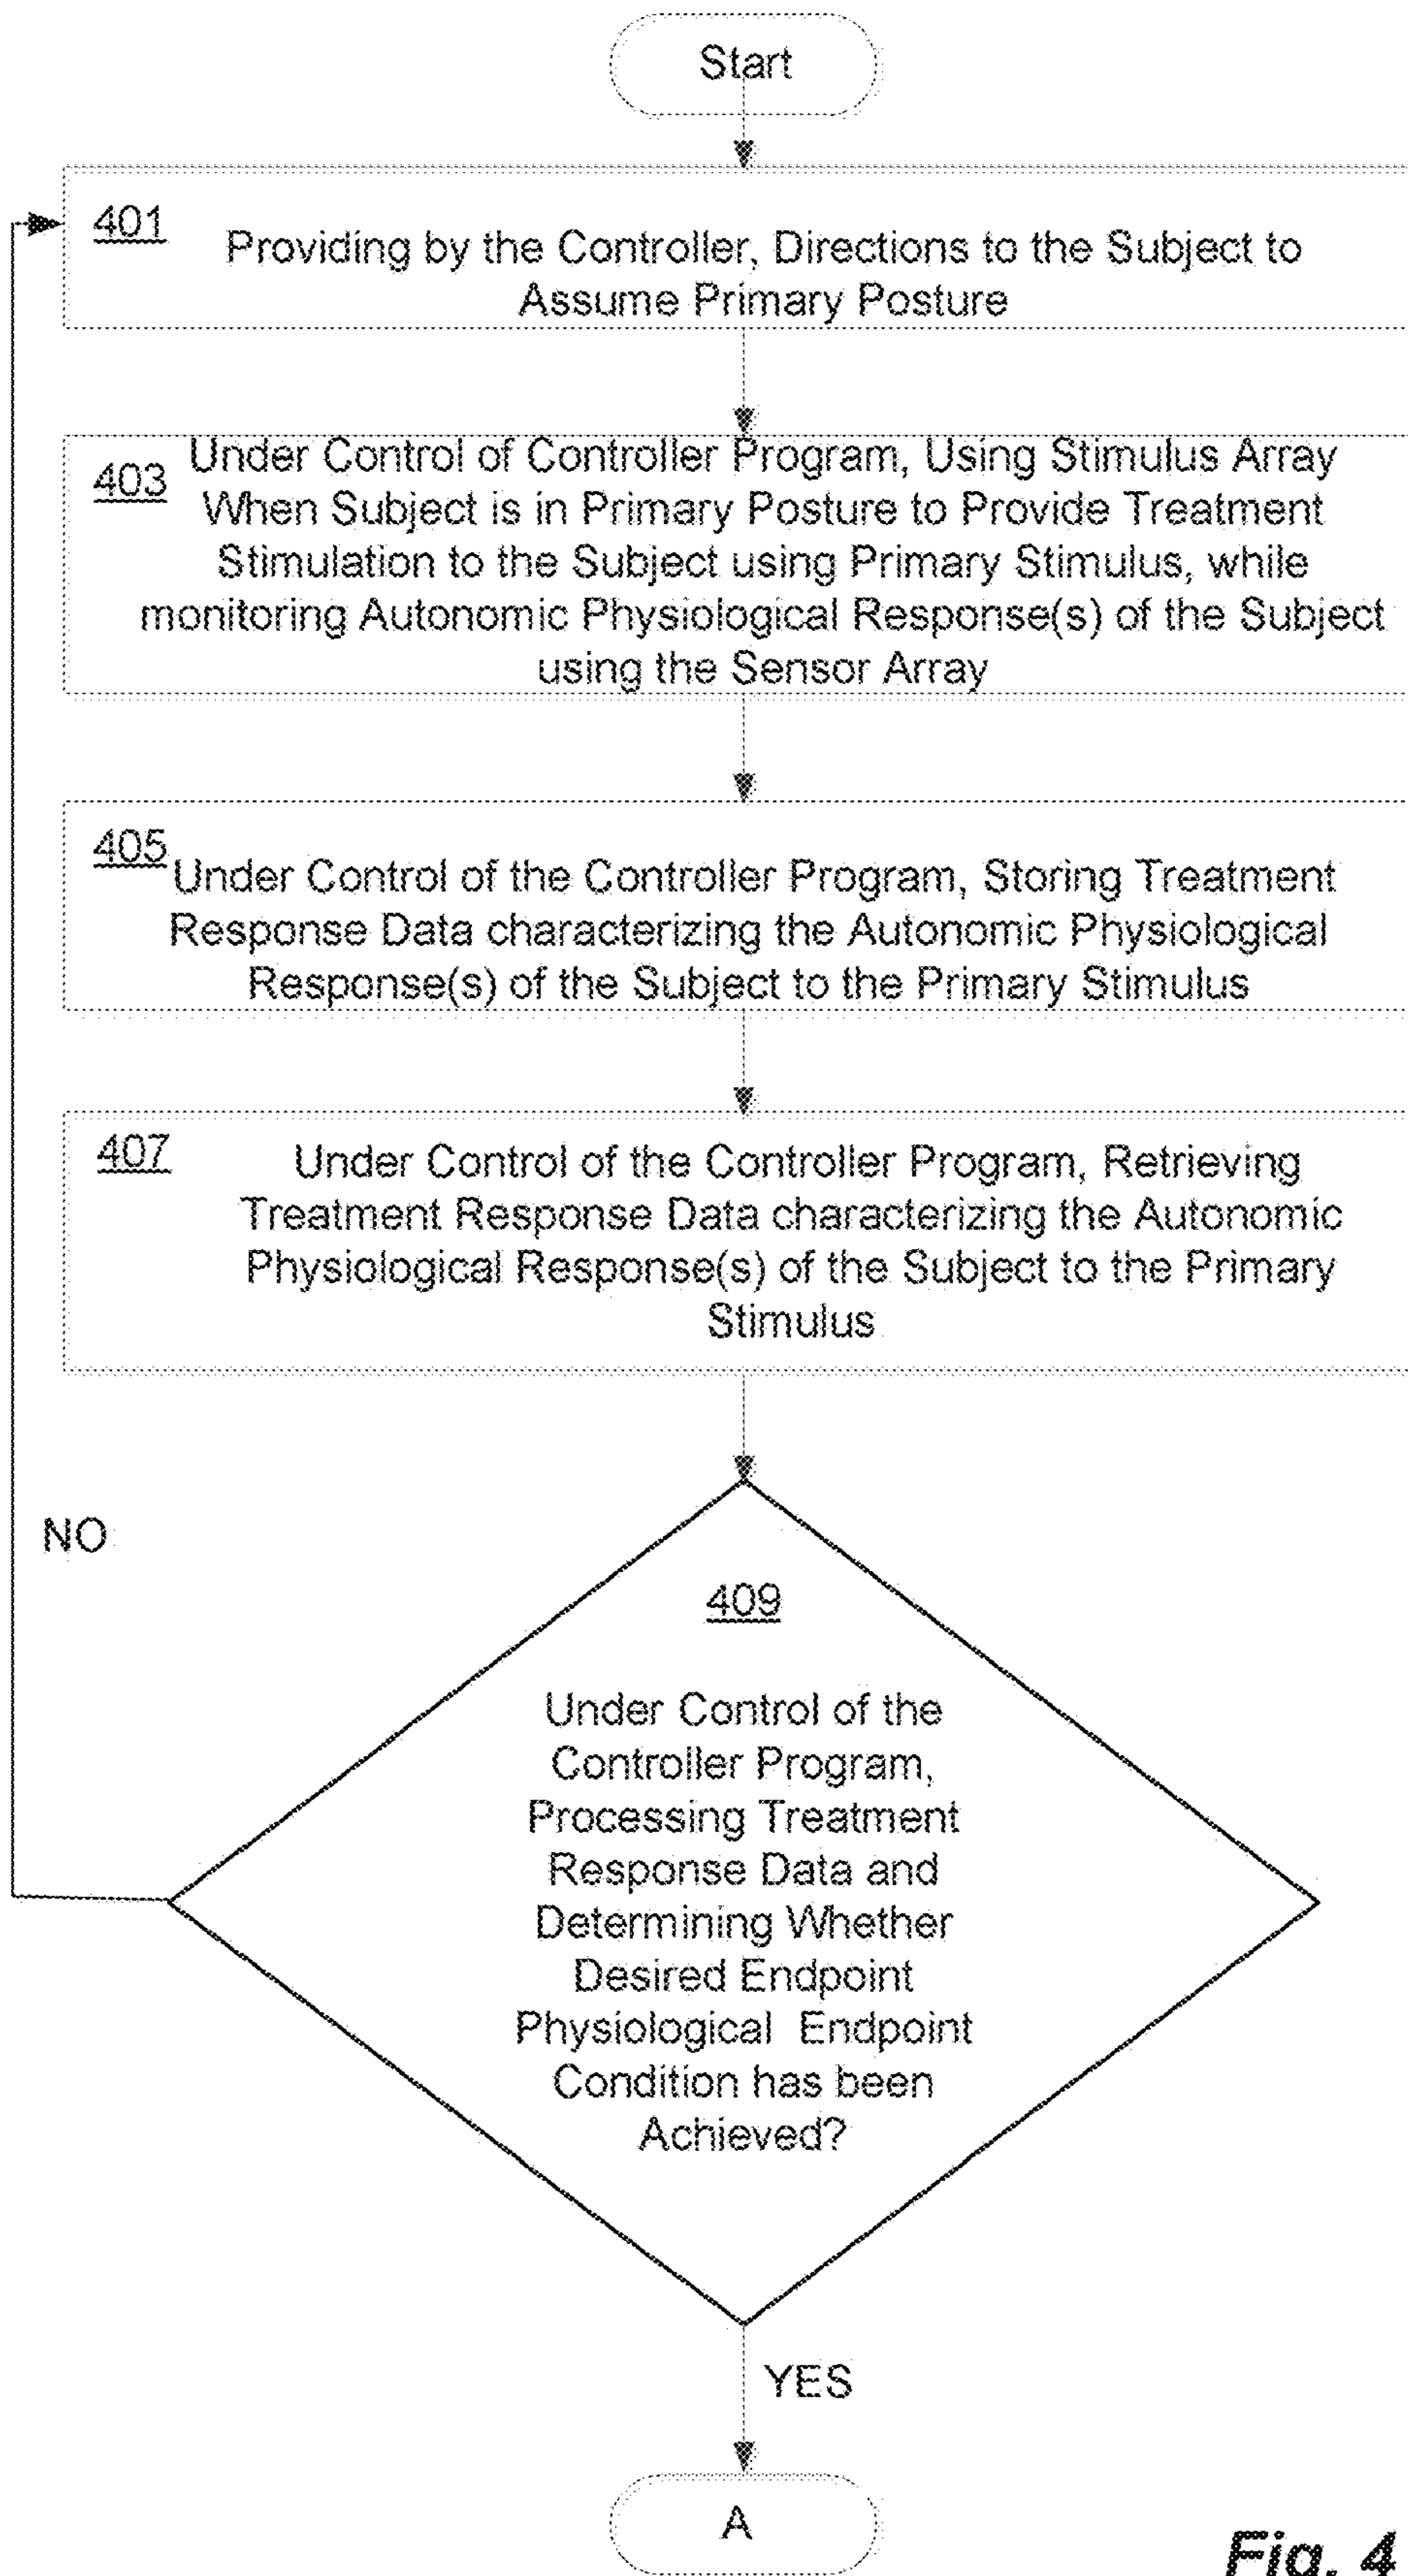 Start
401
Providing by the Controller, Directions to the Subject to
Assume Primary Posture
403
Under Control of Controller Program, Using Stimulus Array
When Subject is in Primary Posture to Provide Treatment
Stimulation to the Subject using Primary Stimulus, while
monitoring Autonomic Physiological Response(s) of the Subject
using the Sensor Array
405
Under Control of the Controller Program, Storing Treatment
Response Data characterizing the Autonomic Physiological
Response(s) of the Subject to the Primary Stimulus
407
Under Control of the Controller Program, Retrieving
Treatment Response Data characterizing the Autonomic
Physiological Response(s) of the Subject to the Primary
Stimulus
NO
409
Under Control of the
Controller Program,
Processing Treatment
Response Data and
Determining Whether
Desired Endpoint
Physiological Endpoint
Condition has been
Achieved?
YES
A
Fig. 4